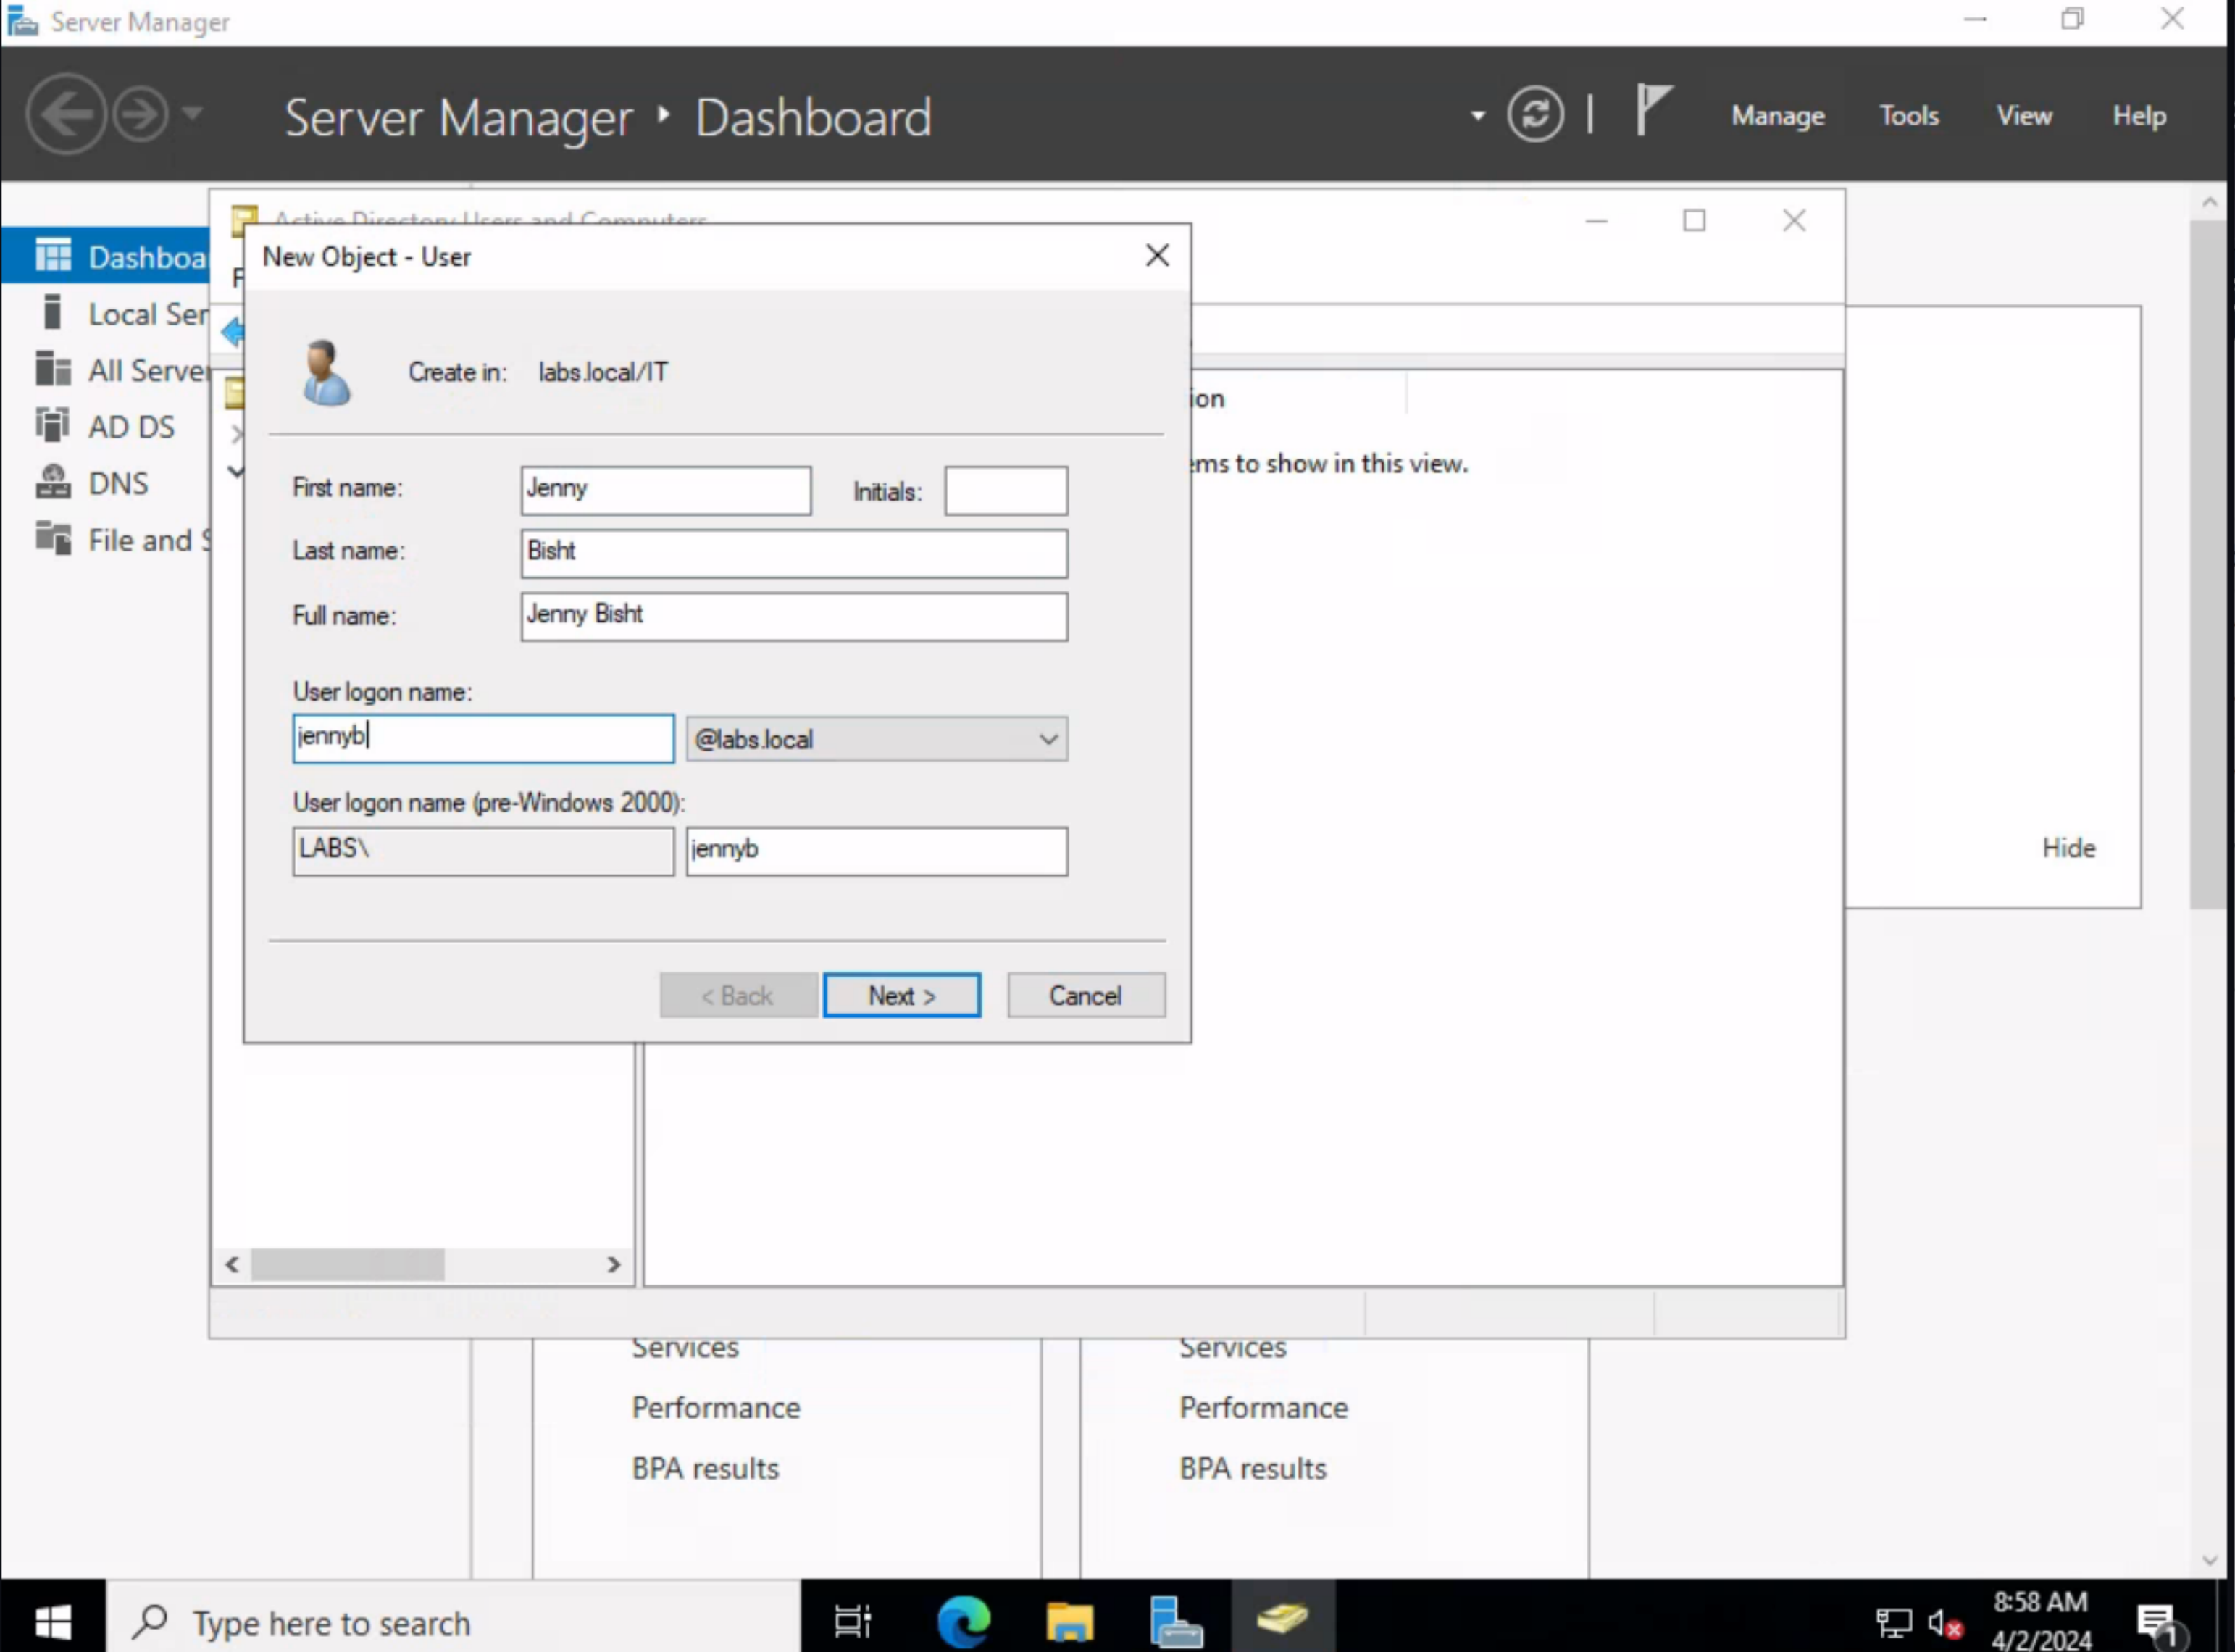 Server Manager
Server Manager Dashboard
Manage Tools View Help
Active Directory Users and Computers
Dashboa
New Object - User
F
Local Ser
All Server
Create in: labs.local/IT
ion
AD DS
ems to show in this view.
DNS
First name: Jenny Initials:
File and S
Last name: Bisht
Full name: Jenny Bisht
User logon name:
jennyb @labs.local
User logon name (pre-Windows 2000):
LABS\ jennyb
Hide
< Back Next > Cancel
Services Services
Performance Performance
BPA results BPA results
Type here to search
8:58 AM
4/2/2024
1